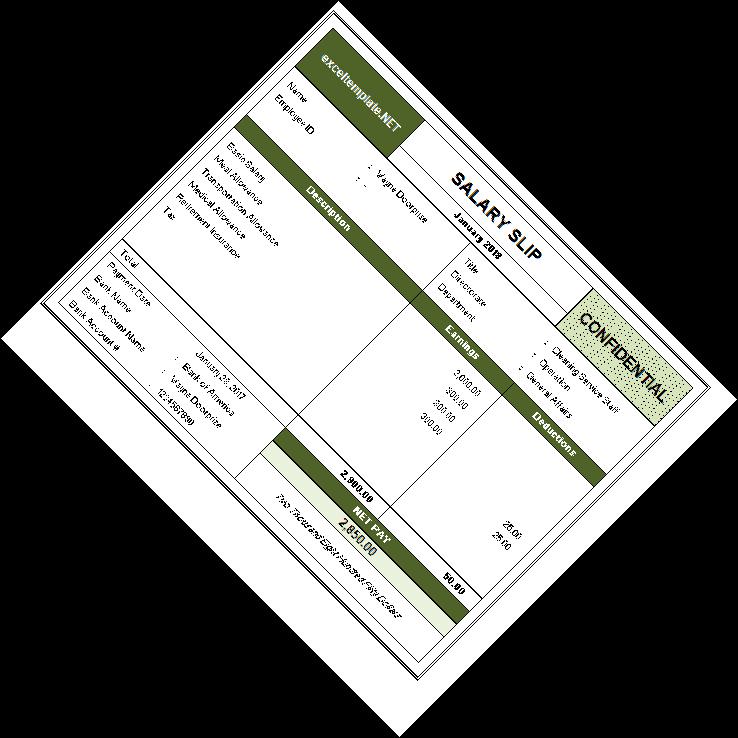 exceltemplate.NET
SALARY SLIP
January 2018
CONFIDENTIAL
Name : Wayne Doorprise Title : Cleaning Service Staff
Employee ID : - Directorate : Operation
Department : General Affairs
Description Earnings Deductions
Basic Salary 2,000.00
Meal Allowance 300.00
Transportation Allowance 300.00
Medical Allowance 300.00
Retirement Insurance 25.00
Tax 25.00
Total 2,900.00 50.00
Payment Date : January 2017 NET PAY
Bank Name : Bank of America 2,850.00
Bank Account Name : Wayne Doorprise
Bank Account # : 1234567890 Two Thousand Eight Hundred Fifty Dollars